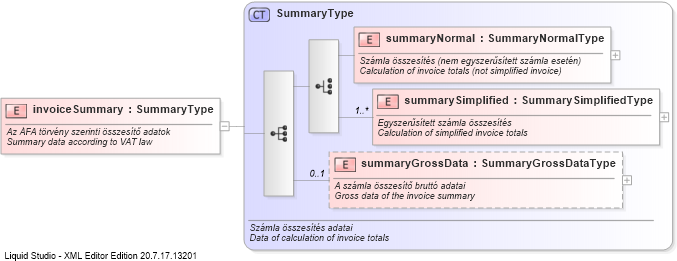 CT SummaryType
E summaryNormal : SummaryNormalType
Számla összesítés (nem egyszerűsített számla esetén)
Calculation of invoice totals (not simplified invoice)
E invoiceSummary : SummaryType
Az ÁFA törvény szerinti összesítő adatok
Summary data according to VAT law
1..*
E summarySimplified : SummarySimplifiedType
Egyszerűsített számla összesítés
Calculation of simplified invoice totals
0..1
E summaryGrossData : SummaryGrossDataType
A számla összesítő bruttó adatai
Gross data of the invoice summary
Számla összesítés adatai
Data of calculation of invoice totals
Liquid Studio - XML Editor Edition 20.7.17.13201